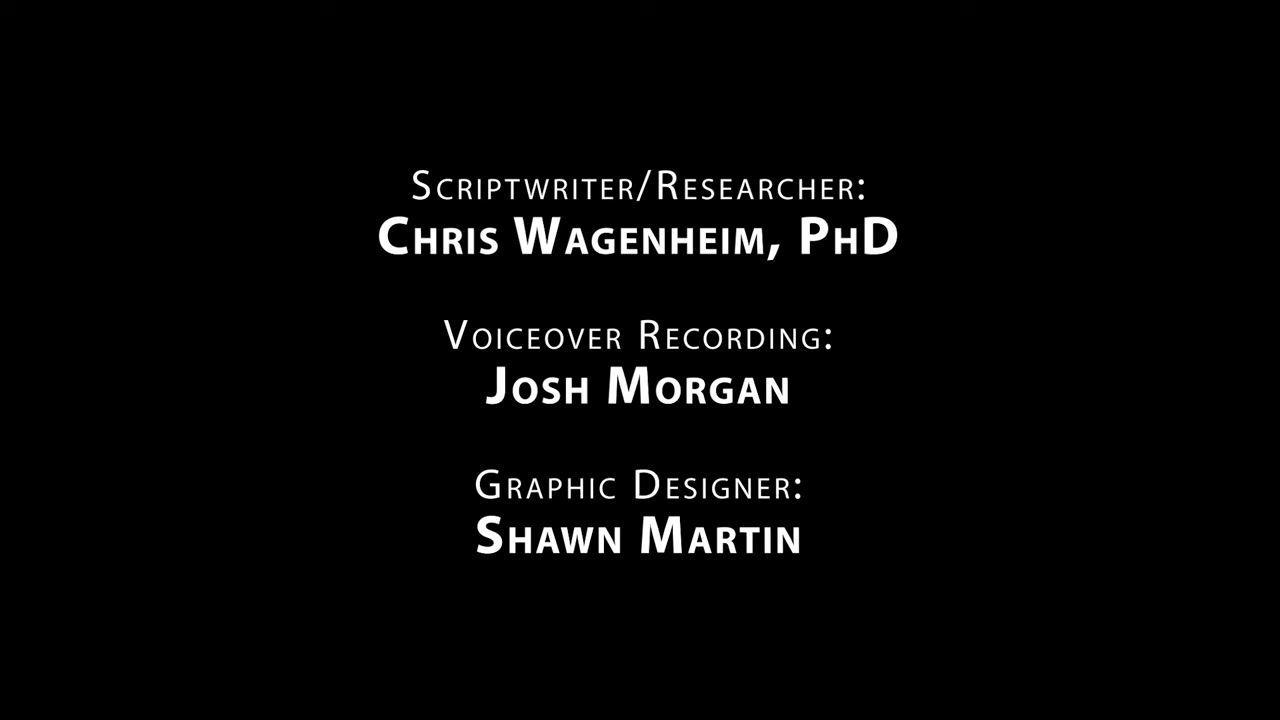 Scriptwriter/Researcher:
Chris Wagenheim, PhD
Voiceover Recording:
Josh Morgan
Graphic Designer:
Shawn Martin